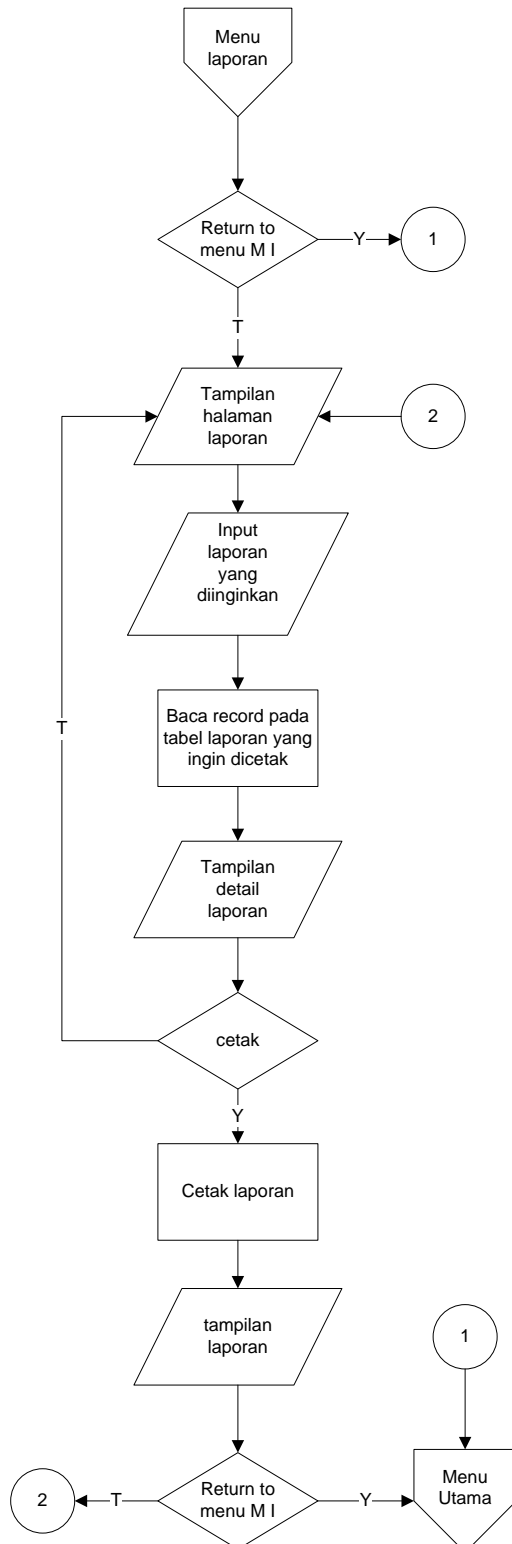 Menu
laporan
Return to
menu M I
Y
1
T
Tampilan
halaman
laporan
2
Input
laporan
yang
diinginkan
T
Baca record pada
tabel laporan yang
ingin dicetak
Tampilan
detail
laporan
cetak
Y
Cetak laporan
tampilan
laporan
1
2
T
Return to
menu M I
Y
Menu
Utama